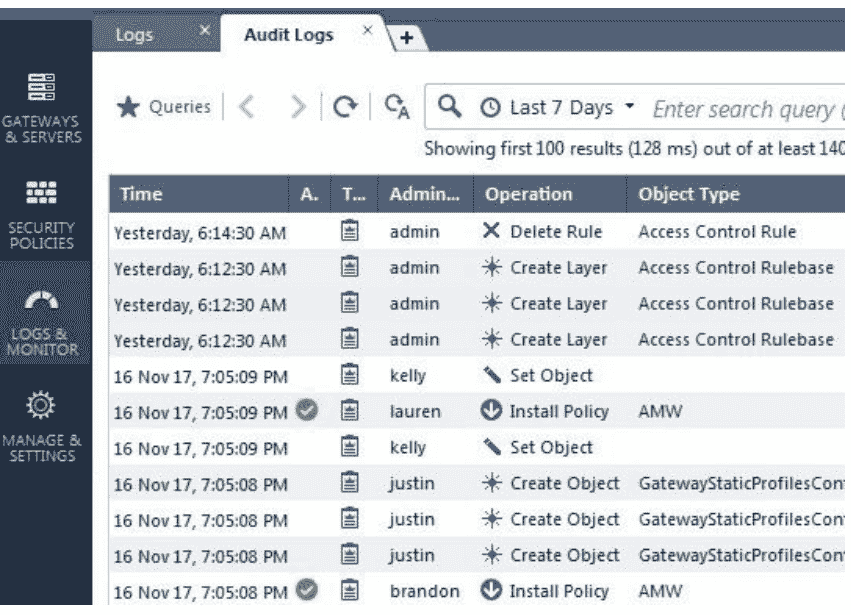 Logs × Audit Logs × +
GATEWAYS
& SERVERS
SECURITY
POLICIES
LOGS &
MONITOR
MANAGE &
SETTINGS
Queries Last 7 Days Enter search query (
Showing first 100 results (128 ms) out of at least 140
Time A. T... Admin... Operation Object Type
Yesterday, 6:14:30 AM admin Delete Rule Access Control Rule
Yesterday, 6:12:30 AM admin Create Layer Access Control Rulebase
Yesterday, 6:12:30 AM admin Create Layer Access Control Rulebase
Yesterday, 6:12:30 AM admin Create Layer Access Control Rulebase
16 Nov 17, 7:05:09 PM kelly Set Object
16 Nov 17, 7:05:09 PM lauren Install Policy AMW
16 Nov 17, 7:05:09 PM kelly Set Object
16 Nov 17, 7:05:08 PM justin Create Object GatewayStaticProfilesCon
16 Nov 17, 7:05:08 PM justin Create Object GatewayStaticProfilesCon
16 Nov 17, 7:05:08 PM justin Create Object GatewayStaticProfilesCon
16 Nov 17, 7:05:08 PM brandon Install Policy AMW